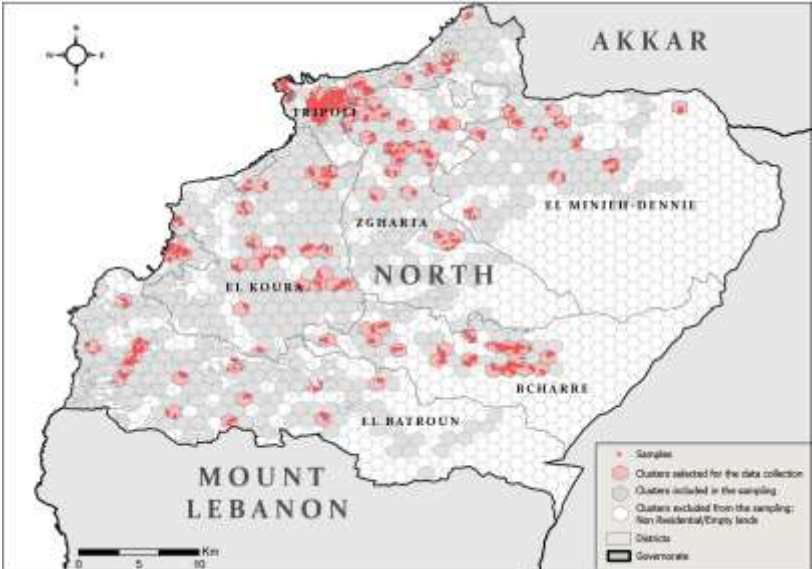 N
W
E
S
AKKAR
TRIPOLI
ZGHARTA
EL MINIEH-DENNIE
NORTH
EL KOURA
BCHARRE
EL BATROUN
MOUNT
LEBANON
Samples
Clusters selected for the data collection
Clusters included in the sampling
Clusters excluded from the sampling:
Non Residential/Empty lands
Districts
Governorate
Km
0 5 10